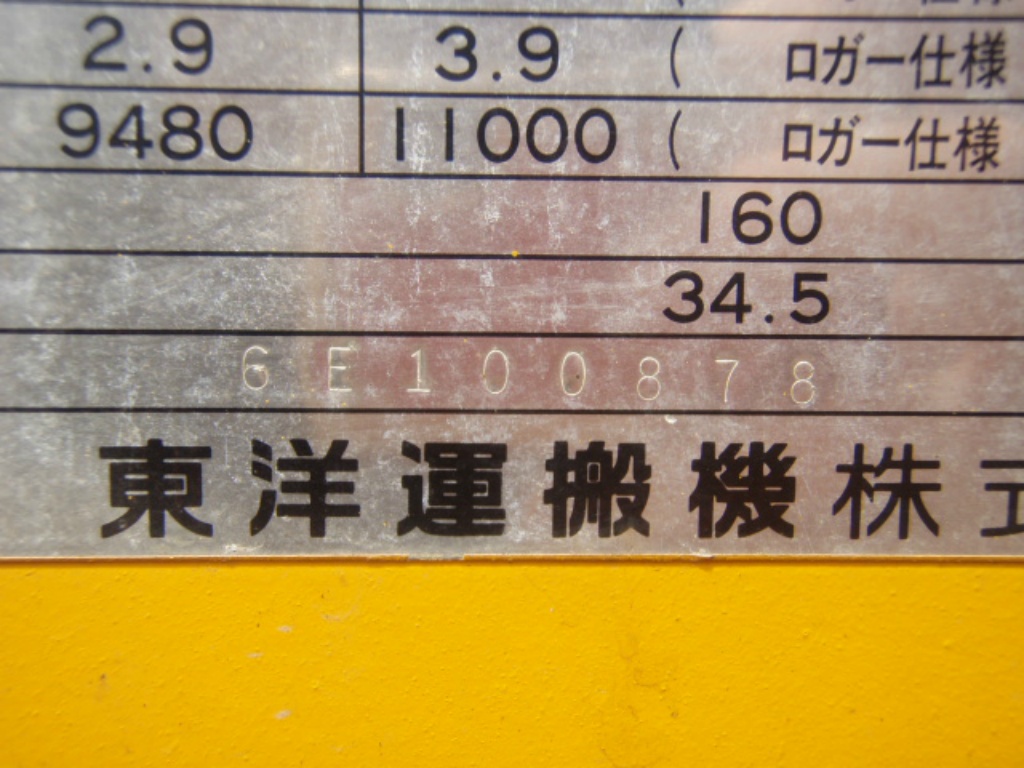 2.9 3.9 ( ロガー仕様
9480 11000 ( ロガー仕様
160
34.5
6E100878
東洋運搬機株式